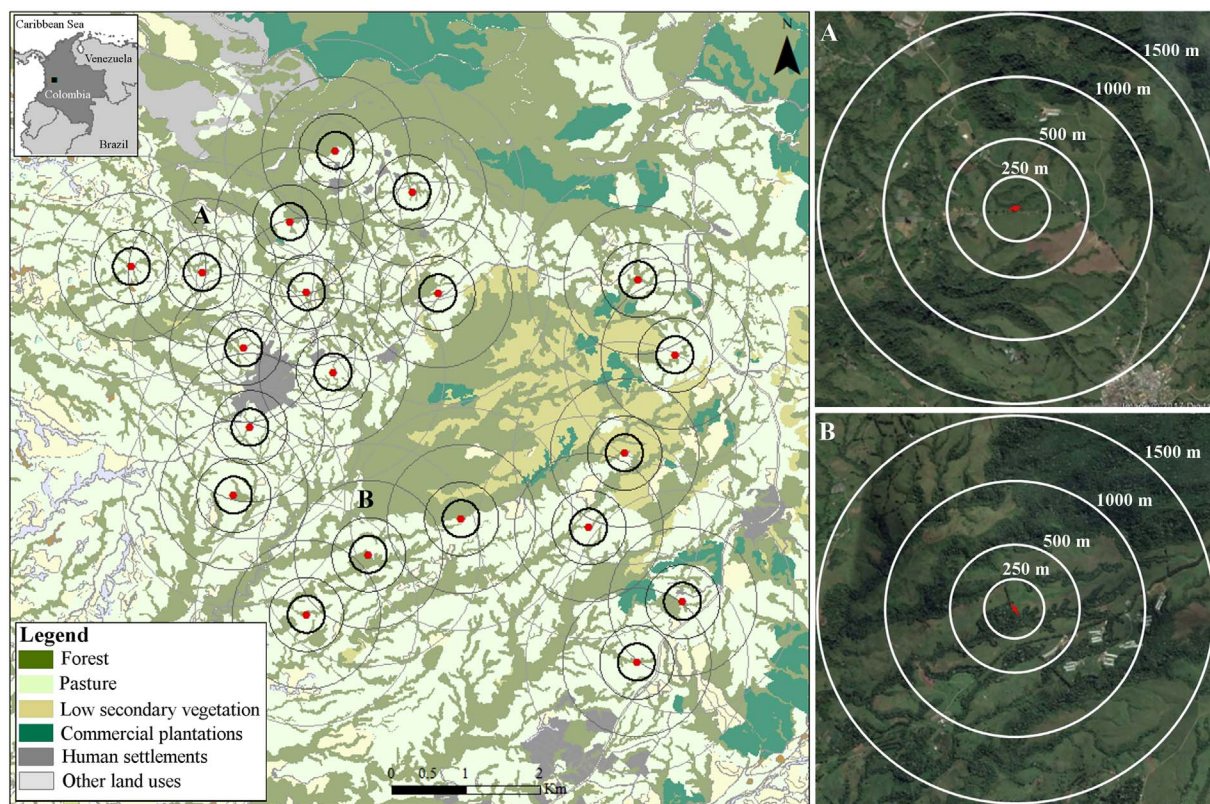 Caribbean Sea
Venezuela
Colombia
Brazil
N
A
B
Legend
Forest
Pasture
Low secondary vegetation
Commercial plantations
Human settlements
Other land uses
0 0.5 1 2
Km
A
1500 m
1000 m
500 m
250 m
B
1500 m
1000 m
500 m
250 m